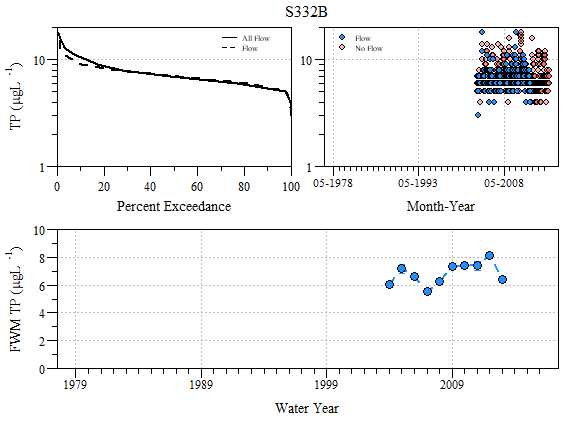 S332B
TP (µgL⁻¹)
10
1
All Flow
Flow
0 20 40 60 80 100
Percent Exceedance
10
1
Flow
No Flow
05-1978 05-1993 05-2008
Month-Year
FWM TP (µgL⁻¹)
10
8
6
4
2
0
1979 1989 1999 2009
Water Year